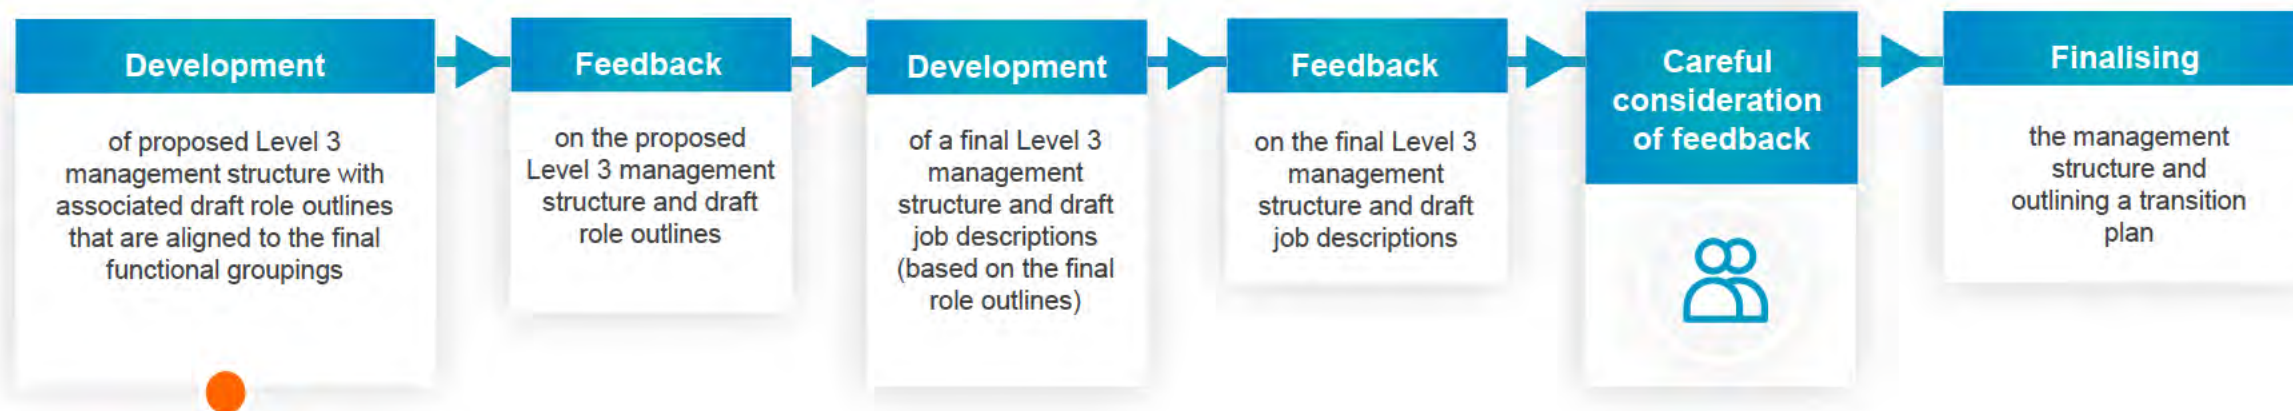 Development
of proposed Level 3
management structure with
associated draft role outlines
that are aligned to the final
functional groupings
Feedback
on the proposed
Level 3 management
structure and draft
role outlines
Development
of a final Level 3
management
structure and draft
job descriptions
(based on the final
role outlines)
Feedback
on the final Level 3
management
structure and draft
job descriptions
Careful
consideration
of feedback
Finalising
the management
structure and
outlining a transition
plan